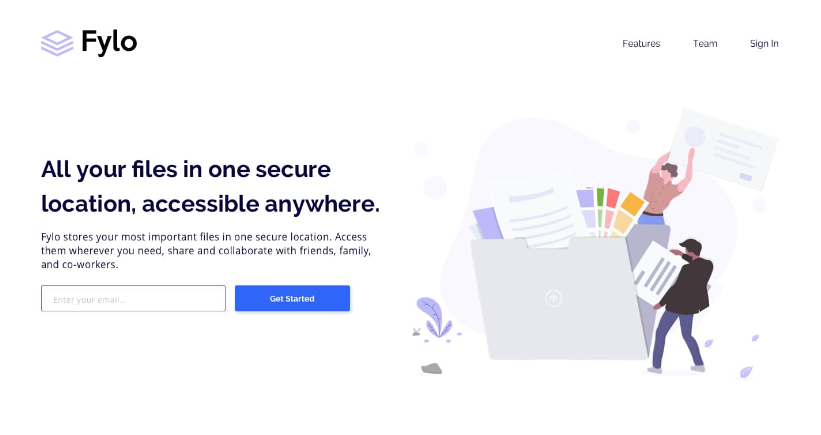 Fylo
Features
Team
Sign In
All your files in one secure
location, accessible anywhere.
Fylo stores your most important files in one secure location. Access
them wherever you need, share and collaborate with friends, family,
and co-workers.
Enter your email...
Get Started